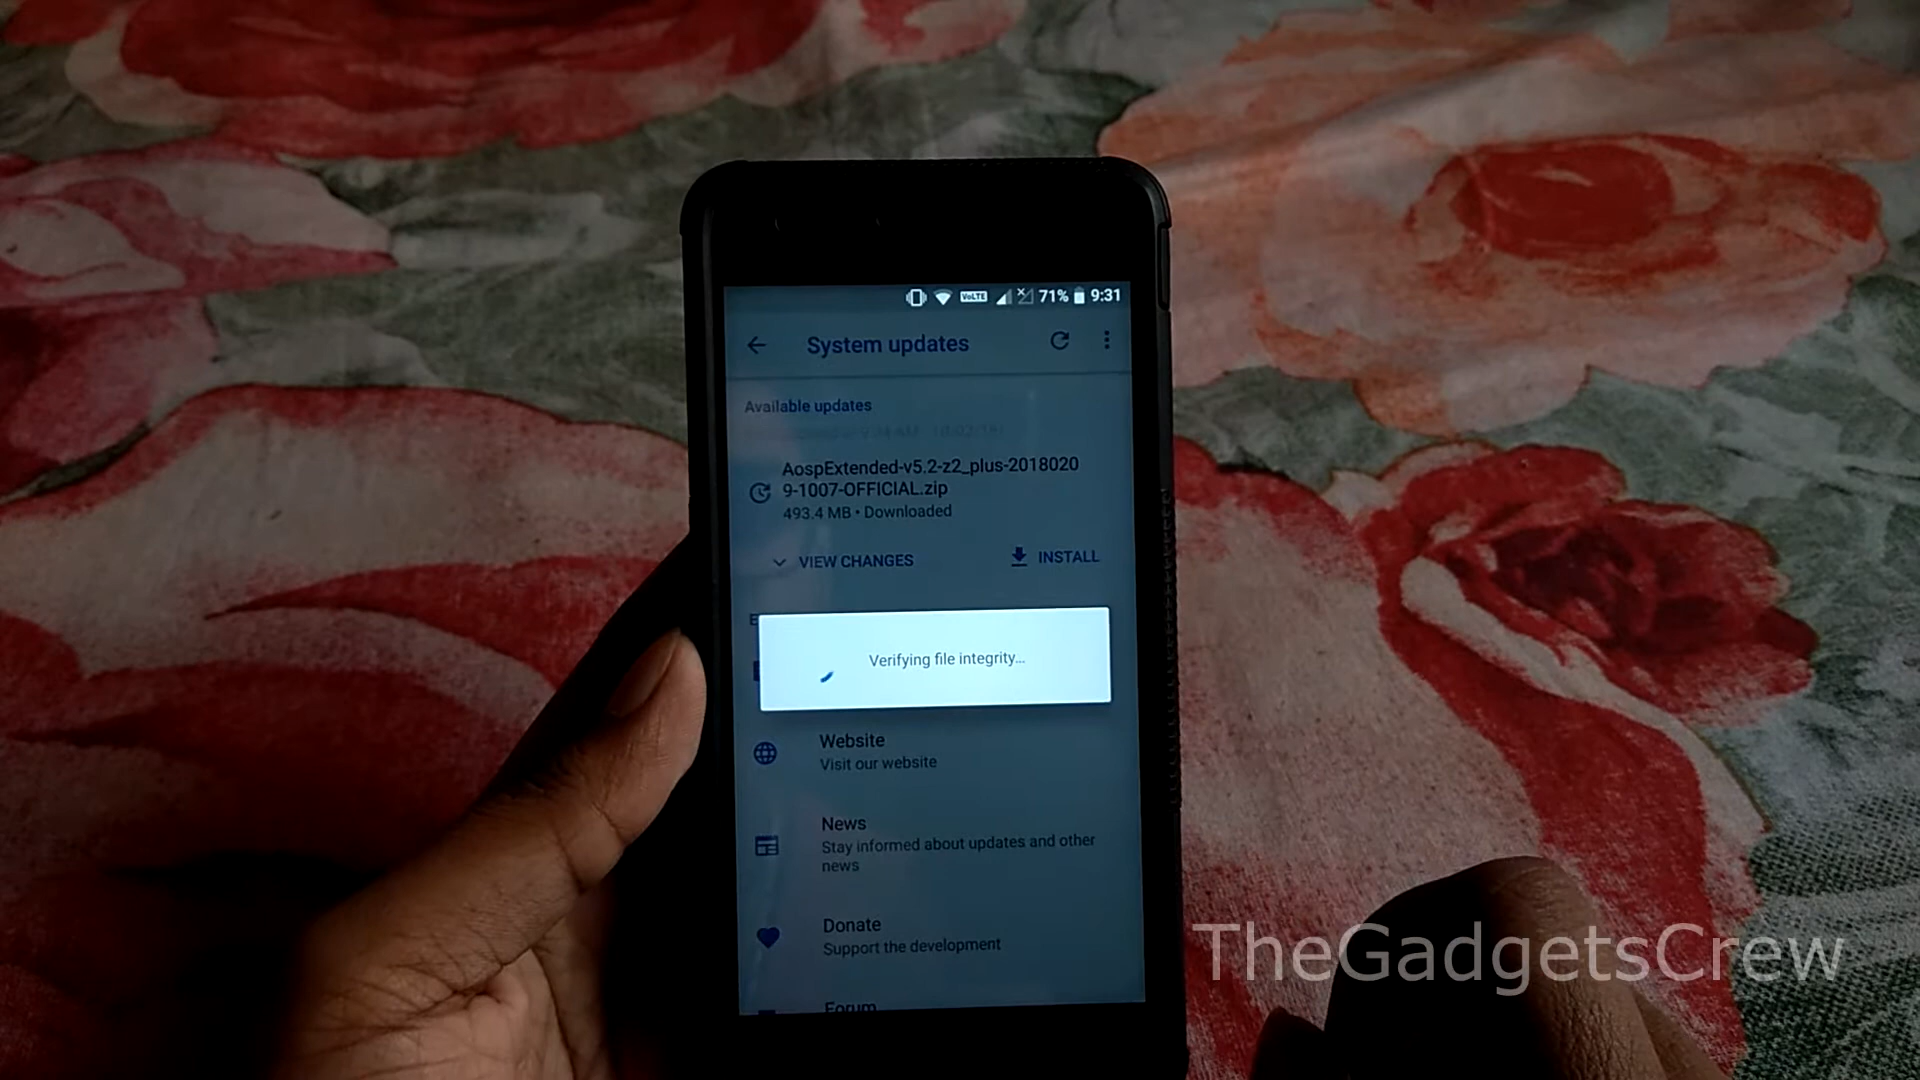 VoLTE 71% 9:31
System updates
Available updates
AospExtended-v5.2-z2_plus-2018020
9-1007-OFFICIAL.zip
493.4 MB • Downloaded
VIEW CHANGES INSTALL
Verifying file integrity...
Website
Visit our website
News
Stay informed about updates and other
news
Donate
Support the development
Forum
TheGadgetsCrew